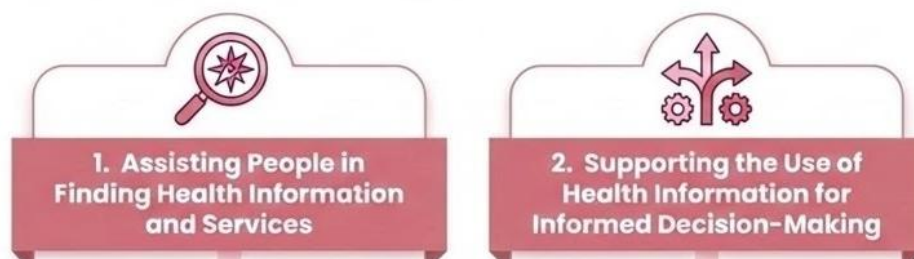 1. Assisting People in
Finding Health Information
and Services
2. Supporting the Use of
Health Information for
Informed Decision-Making